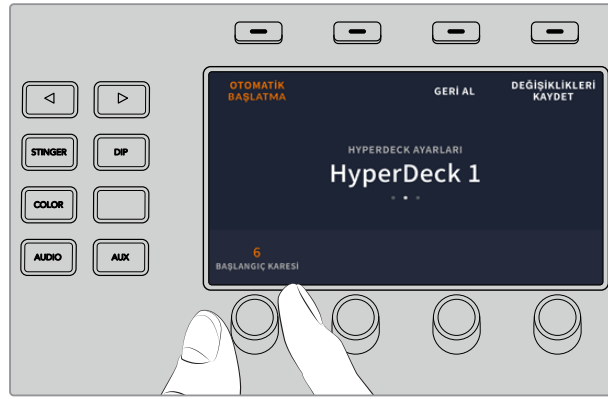 OTOMATİK
BAŞLATMA
GERİ AL
DEĞİŞİKLİKLERİ
KAYDET
HYPERDECK AYARLARI
HyperDeck 1
6
BAŞLANGIÇ KARESİ
STINGER
DIP
COLOR
AUDIO
AUX